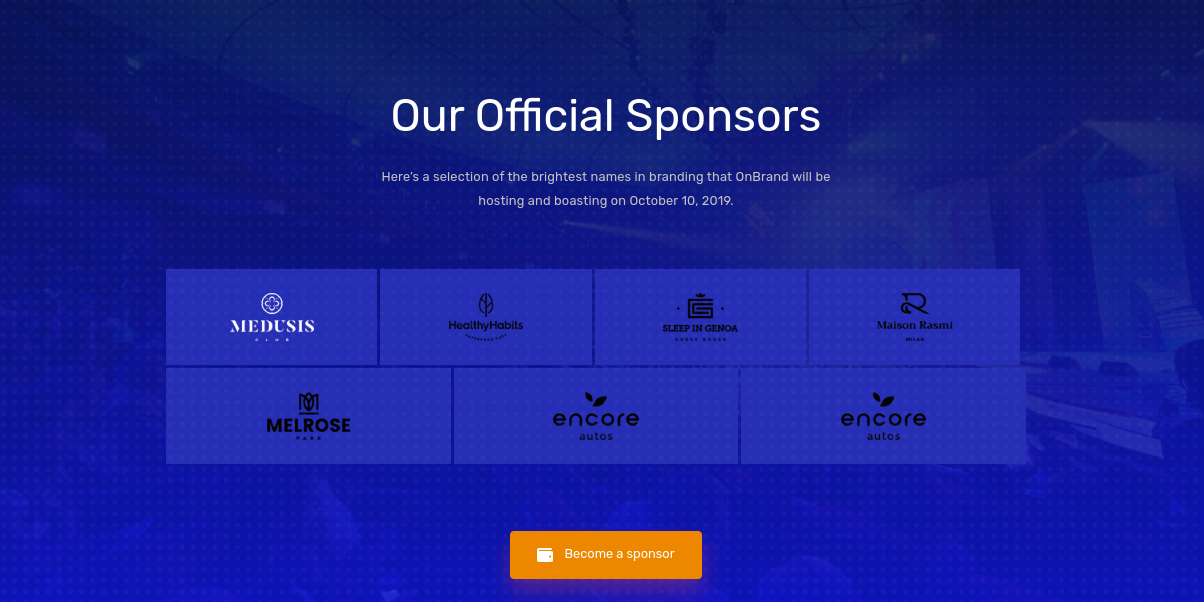 Our Official Sponsors
Here's a selection of the brightest names in branding that OnBrand will be
hosting and boasting on October 10, 2019.
MEDUSIS
CLUB
HealthyHabits
SLEEP IN GENOA
GUEST HOUSE
Maison Rasmi
MILAN
MELROSE
PARK
encore
autos
encore
autos
Become a sponsor